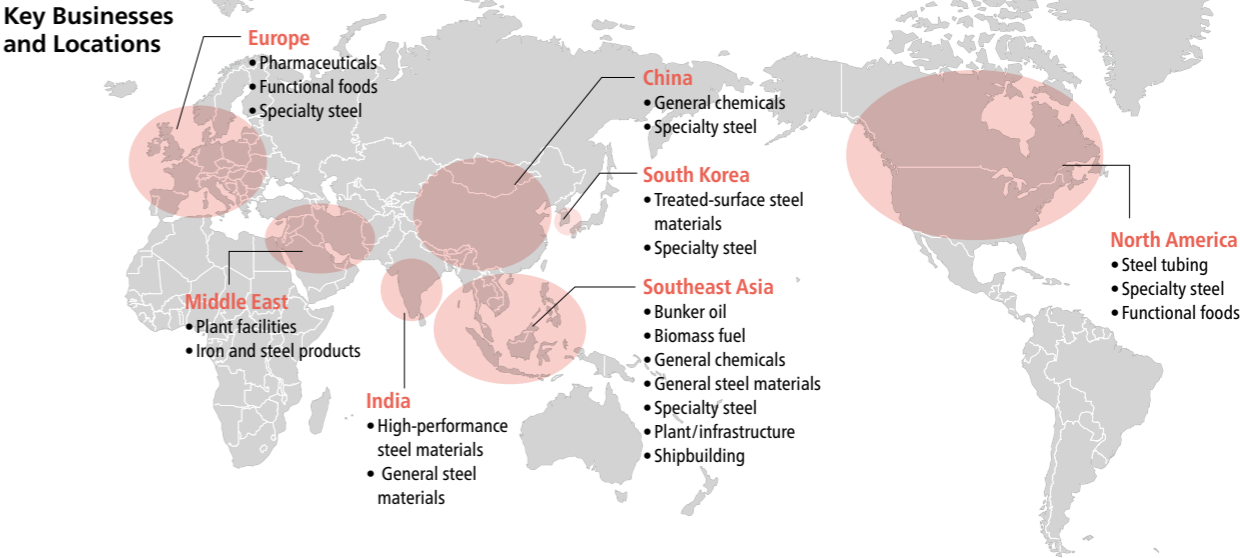 Key Businesses
and Locations
Europe
• Pharmaceuticals
• Functional foods
• Specialty steel
China
• General chemicals
• Specialty steel
South Korea
• Treated-surface steel
materials
• Specialty steel
North America
• Steel tubing
• Specialty steel
• Functional foods
Middle East
• Plant facilities
• Iron and steel products
Southeast Asia
• Bunker oil
• Biomass fuel
• General chemicals
• General steel materials
• Specialty steel
• Plant/infrastructure
• Shipbuilding
India
• High-performance
steel materials
• General steel
materials